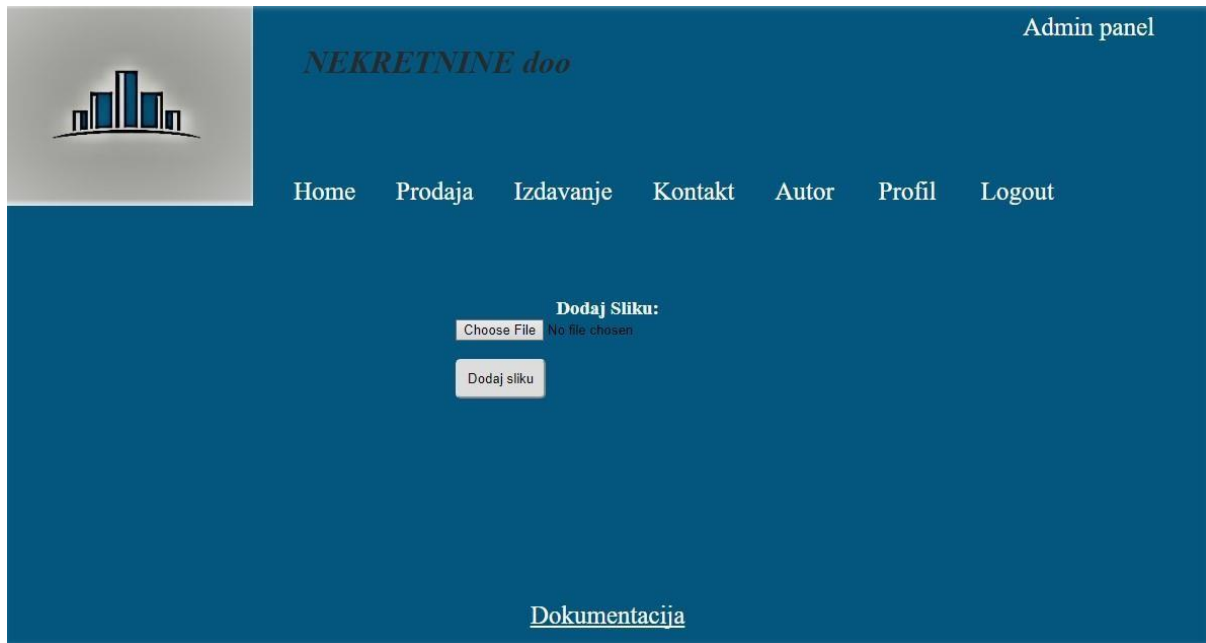 Admin panel
NEKRETNINE doo
Home Prodaja Izdavanje Kontakt Autor Profil Logout
Dodaj Sliku:
Choose File No file chosen
Dodaj sliku
Dokumentacija